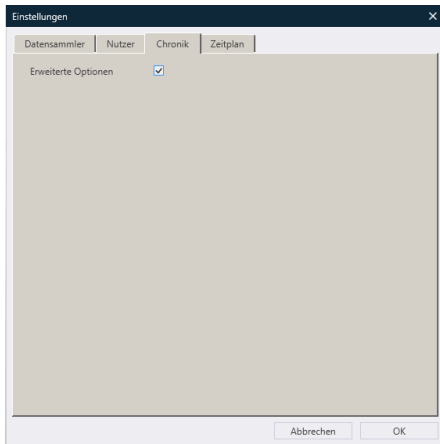 Einstellungen
Datensammler Nutzer Chronik Zeitplan
Erweiterte Optionen
Abbrechen OK